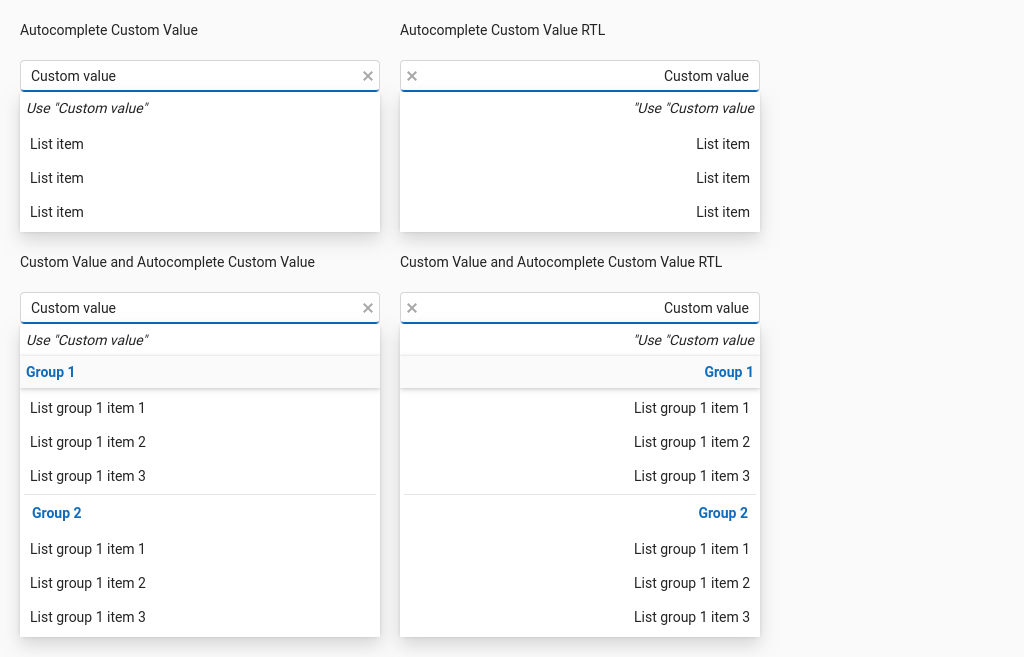 Autocomplete Custom Value
Custom value
Use "Custom value"
List item
List item
List item
Autocomplete Custom Value RTL
Custom value
"Use "Custom value
List item
List item
List item
Custom Value and Autocomplete Custom Value
Custom value
Use "Custom value"
Group 1
List group 1 item 1
List group 1 item 2
List group 1 item 3
Group 2
List group 1 item 1
List group 1 item 2
List group 1 item 3
Custom Value and Autocomplete Custom Value RTL
Custom value
"Use "Custom value
Group 1
List group 1 item 1
List group 1 item 2
List group 1 item 3
Group 2
List group 1 item 1
List group 1 item 2
List group 1 item 3